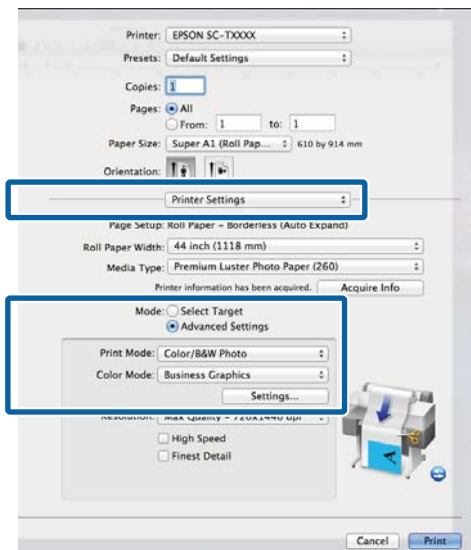 Printer: EPSON SC-TXXXX
Presets: Default Settings
Copies: 1
Pages: All
From: 1 to: 1
Paper Size: Super A1 (Roll Pap... 610 by 914 mm
Orientation:
Printer Settings
Page Setup: Roll Paper - Borderless (Auto Expand)
Roll Paper Width: 44 inch (1118 mm)
Media Type: Premium Luster Photo Paper (260)
Printer information has been acquired. Acquire Info
Mode: Select Target
Advanced Settings
Print Mode: Color/B&W Photo
Color Mode: Business Graphics
Settings...
Resolution: Max Quality - 720x1440 dpi
High Speed
Finest Detail
A
Cancel Print